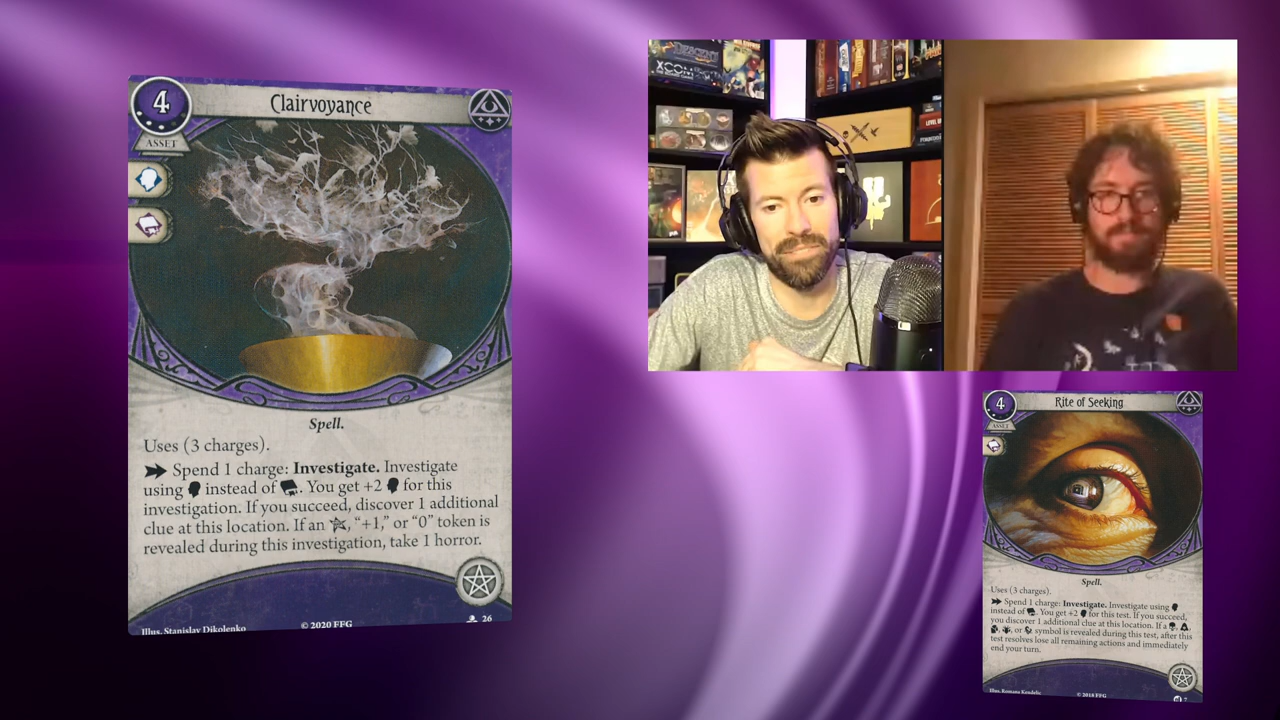 4
Clairvoyance
ASSET
Spell.
Uses (3 charges).
Spend 1 charge: Investigate. Investigate
using instead of . You get +2 for this
investigation. If you succeed, discover 1 additional
clue at this location. If an , “+1,” or “0” token is
revealed during this investigation, take 1 horror.
Illus. Stanislav Dikolenko
© 2020 FFG
26
DESCENT
XCOM
4
Rite of Seeking
ASSET
Spell.
Uses (3 charges).
Spend 1 charge: Investigate. Investigate using
instead of . You get +2 for this test. If you succeed,
you discover 1 additional clue at this location. If a , ,
, , or symbol is revealed during this test, after this
test resolves lose all remaining actions and immediately
end your turn.
© 2018 FFG
7